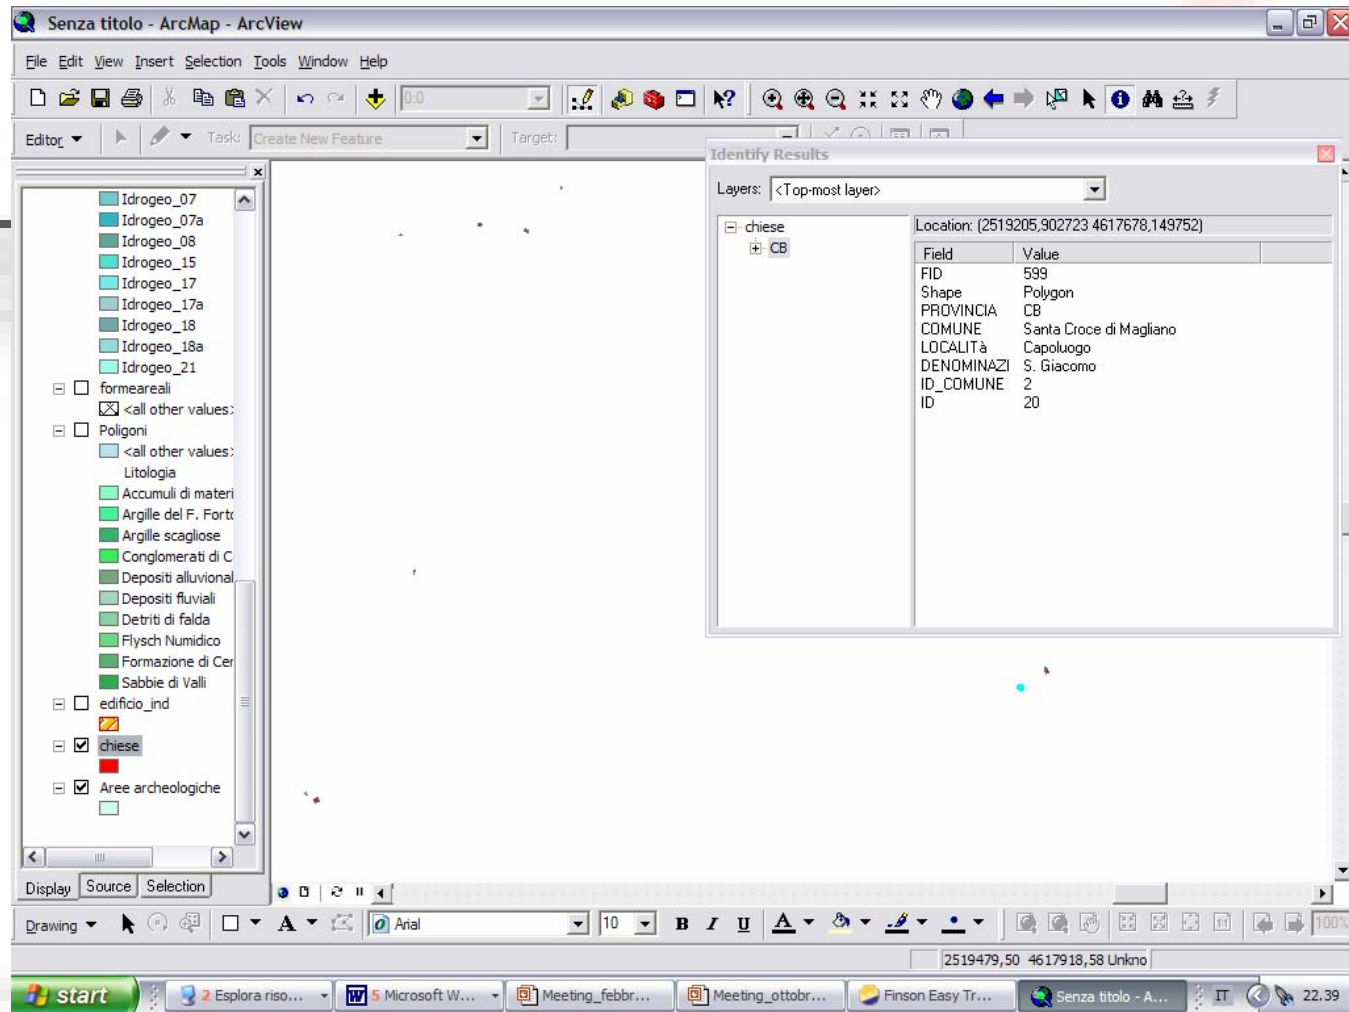 Senza titolo - ArcMap - ArcView
File Edit View Insert Selection Tools Window Help
0:0
Editor Task: Create New Feature Target:
Identify Results
Layers: <Top-most layer>
chiese
CB
Location: (2519205,902723 4617678,149752)
Field Value
FID 599
Shape Polygon
PROVINCIA CB
COMUNE Santa Croce di Magliano
LOCALITà Capoluogo
DENOMINAZI S. Giacomo
ID_COMUNE 2
ID 20
Idrogeo_07
Idrogeo_07a
Idrogeo_08
Idrogeo_15
Idrogeo_17
Idrogeo_17a
Idrogeo_18
Idrogeo_18a
Idrogeo_21
formeareali
<all other values>
Poligoni
<all other values>
Litologia
Accumuli di materi
Argille del F. Forto
Argille scagliose
Conglomerati di C
Depositi alluvional
Depositi fluviali
Detriti di falda
Flysch Numidico
Formazione di Cer
Sabbie di Valli
edificio_ind
chiese
Aree archeologiche
Display Source Selection
Drawing A Arial 10 B I U A 100%
2519479,50 4617918,58 Unkno
start 2 Esplora riso... 5 Microsoft W... Meeting_febbr... Meeting_ottobr... Finson Easy Tr... Senza titolo - A... IT 22.39